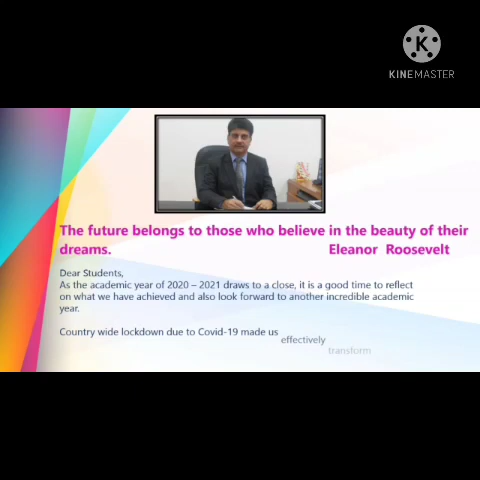 KINEMASTER
The future belongs to those who believe in the beauty of their
dreams. Eleanor Roosevelt
Dear Students,
As the academic year of 2020 – 2021 draws to a close, it is a good time to reflect
on what we have achieved and also look forward to another incredible academic
year.
Country wide lockdown due to Covid-19 made us effectively
transform